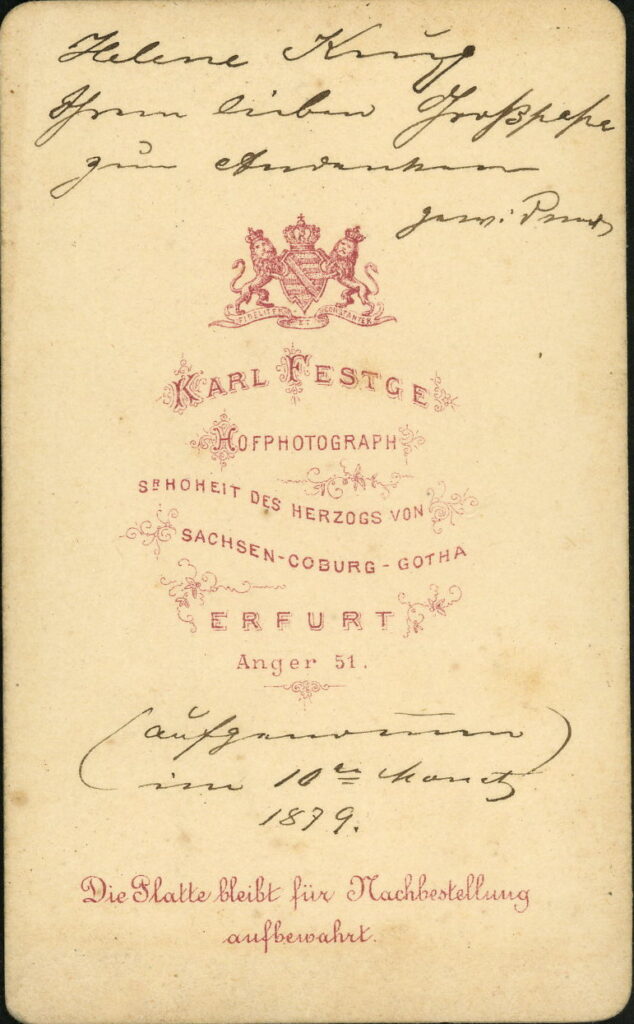 Helene Krug
Ihrem lieben Großpapa
zum Andenken
FIDELITER ET CONSTANTER
KARL FESTGE
HOFPHOTOGRAPH
SR HOHEIT DES HERZOGS VON
SACHSEN-COBURG-GOTHA
ERFURT
Anger 51.
(aufgenommen)
im 10ten Monat
1879.
Die Platte bleibt für Nachbestellung
aufbewahrt.